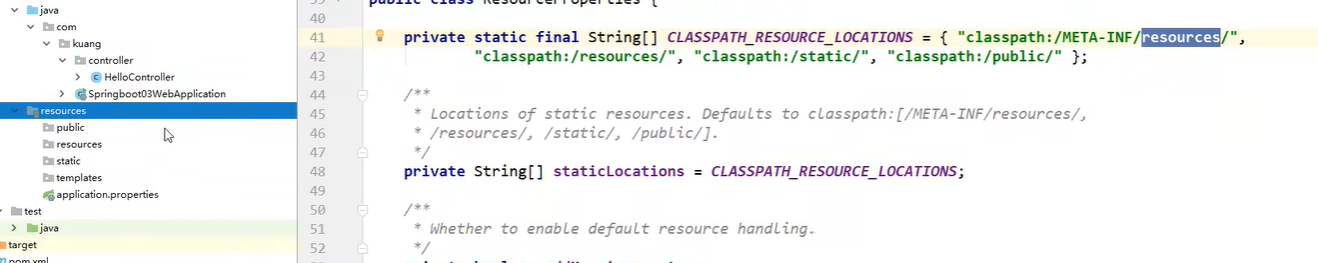 java
com
kuang
controller
HelloController
Springboot03WebApplication
resources
public
resources
static
templates
application.properties
test
java
target
pom.xml
public class ResourceProperties {
40
41 private static final String[] CLASSPATH_RESOURCE_LOCATIONS = { "classpath:/META-INF/resources/",
42 "classpath:/resources/", "classpath:/static/", "classpath:/public/" };
43
44 /**
45 * Locations of static resources. Defaults to classpath:[/META-INF/resources/,
46 * /resources/, /static/, /public/].
47 */
48 private String[] staticLocations = CLASSPATH_RESOURCE_LOCATIONS;
49
50 /**
51 * Whether to enable default resource handling.
52 */